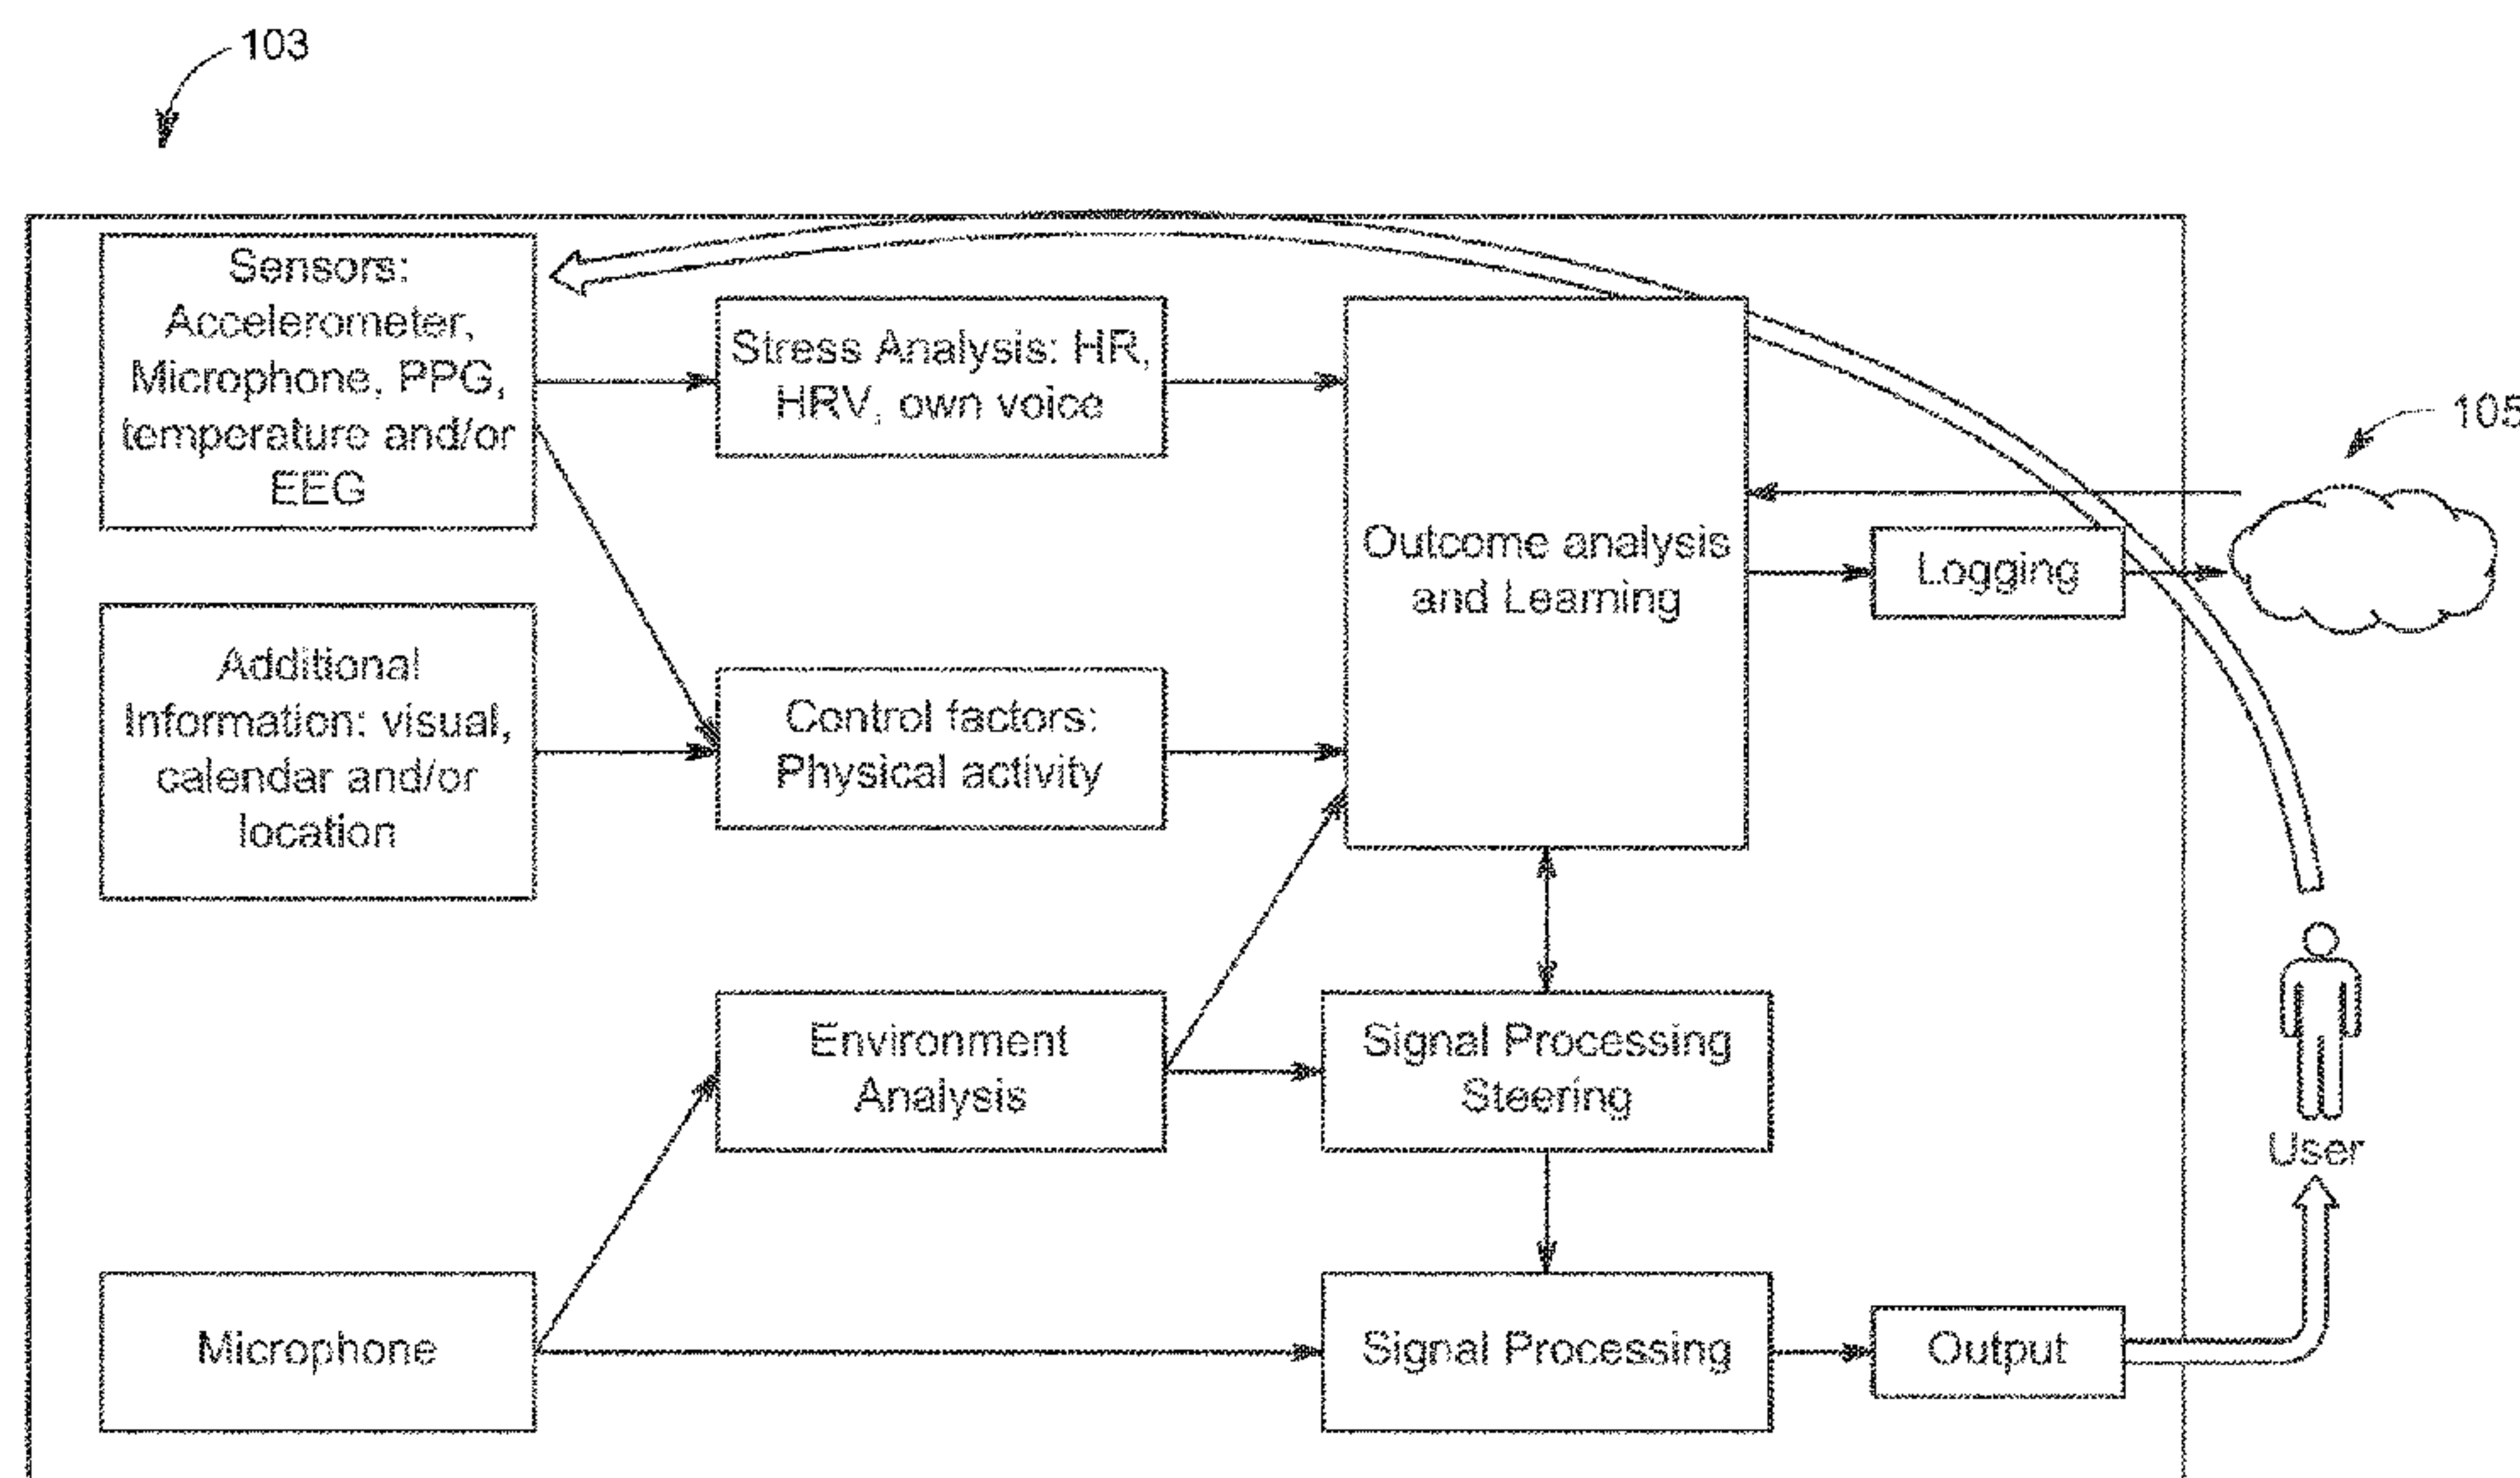 103
Sensors:
Accelerometer,
Microphone, PPG,
temperature and/or
EEG
Stress Analysis: HR,
HRV, own voice
Outcome analysis
and Learning
105
Logging
Additional
Information: visual,
calendar and/or
location
Control factors:
Physical activity
Environment
Analysis
Signal Processing
Steering
User
Microphone
Signal Processing
Output